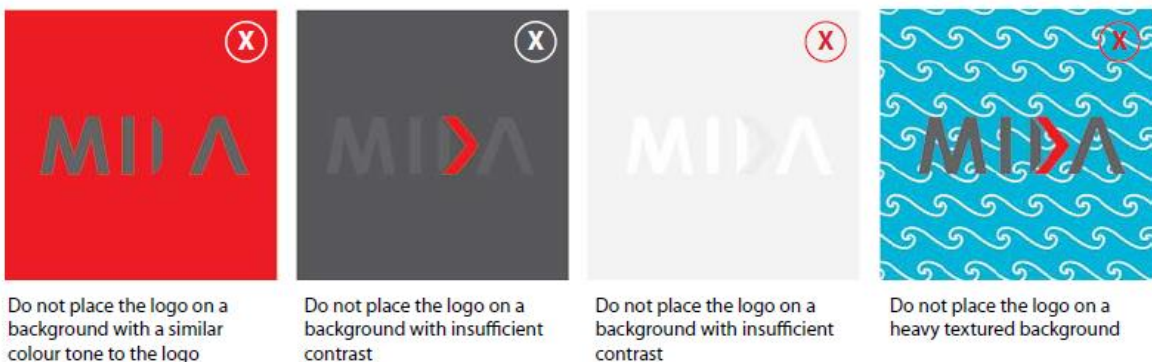 X
MIDA
Do not place the logo on a
background with a similar
colour tone to the logo
X
MIDA
Do not place the logo on a
background with insufficient
contrast
X
MIDA
Do not place the logo on a
background with insufficient
contrast
X
MIDA
Do not place the logo on a
heavy textured background